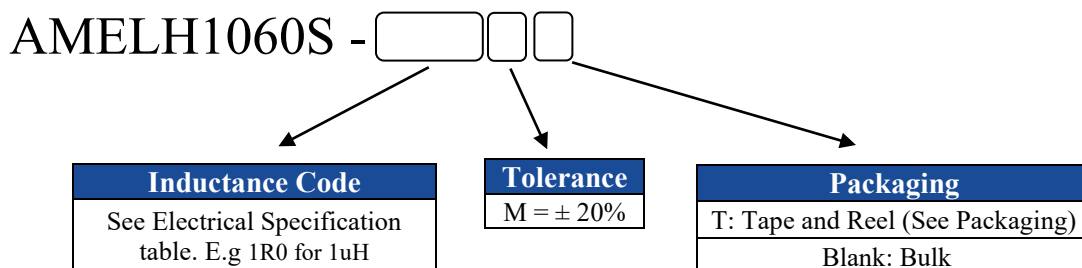 AMELH1060S -
Inductance Code
See Electrical Specification
table. E.g 1R0 for 1uH
Tolerance
M = ± 20%
Packaging
T: Tape and Reel (See Packaging)
Blank: Bulk